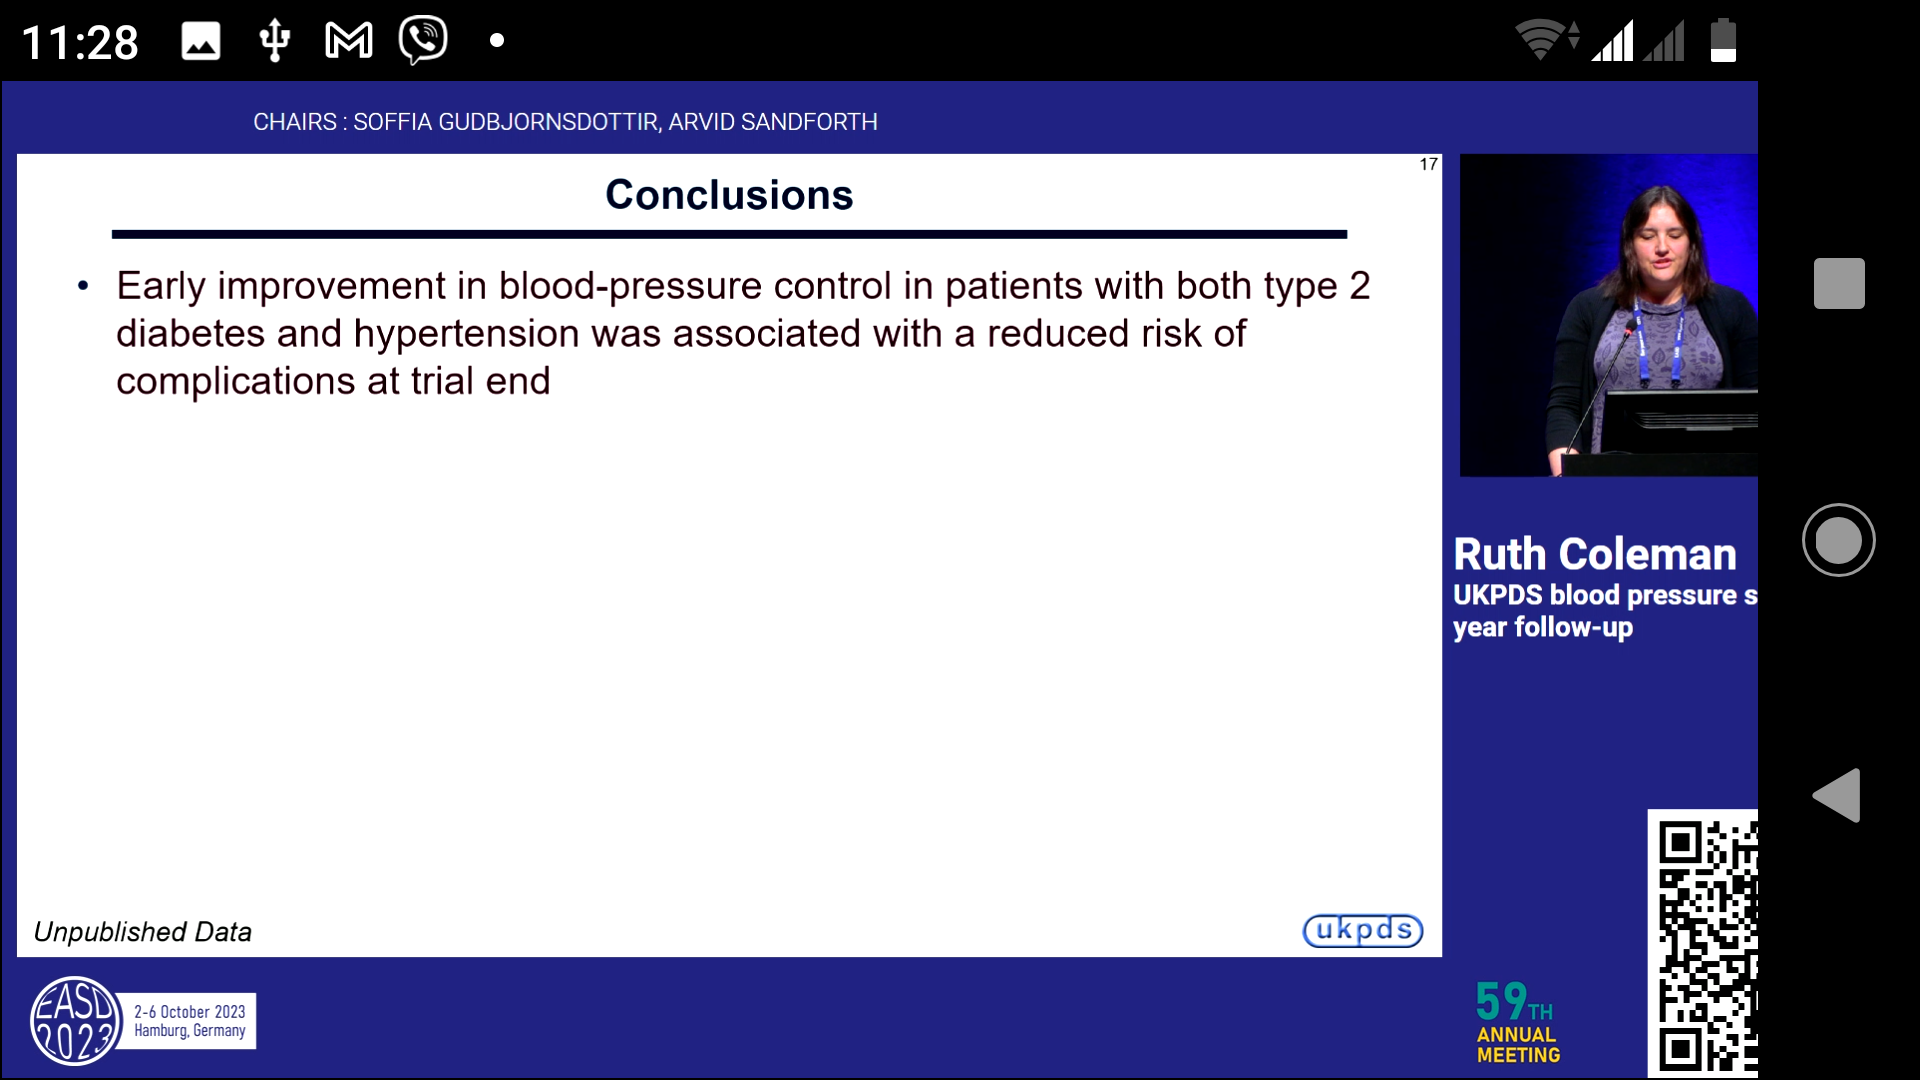 11:28
CHAIRS : SOFFIA GUDBJORNSDOTTIR, ARVID SANDFORTH
17
Conclusions
• Early improvement in blood-pressure control in patients with both type 2
diabetes and hypertension was associated with a reduced risk of
complications at trial end
Unpublished Data
ukpds
Ruth Coleman
UKPDS blood pressure s
year follow-up
EASD
2023
2-6 October 2023
Hamburg, Germany
59TH
ANNUAL
MEETING